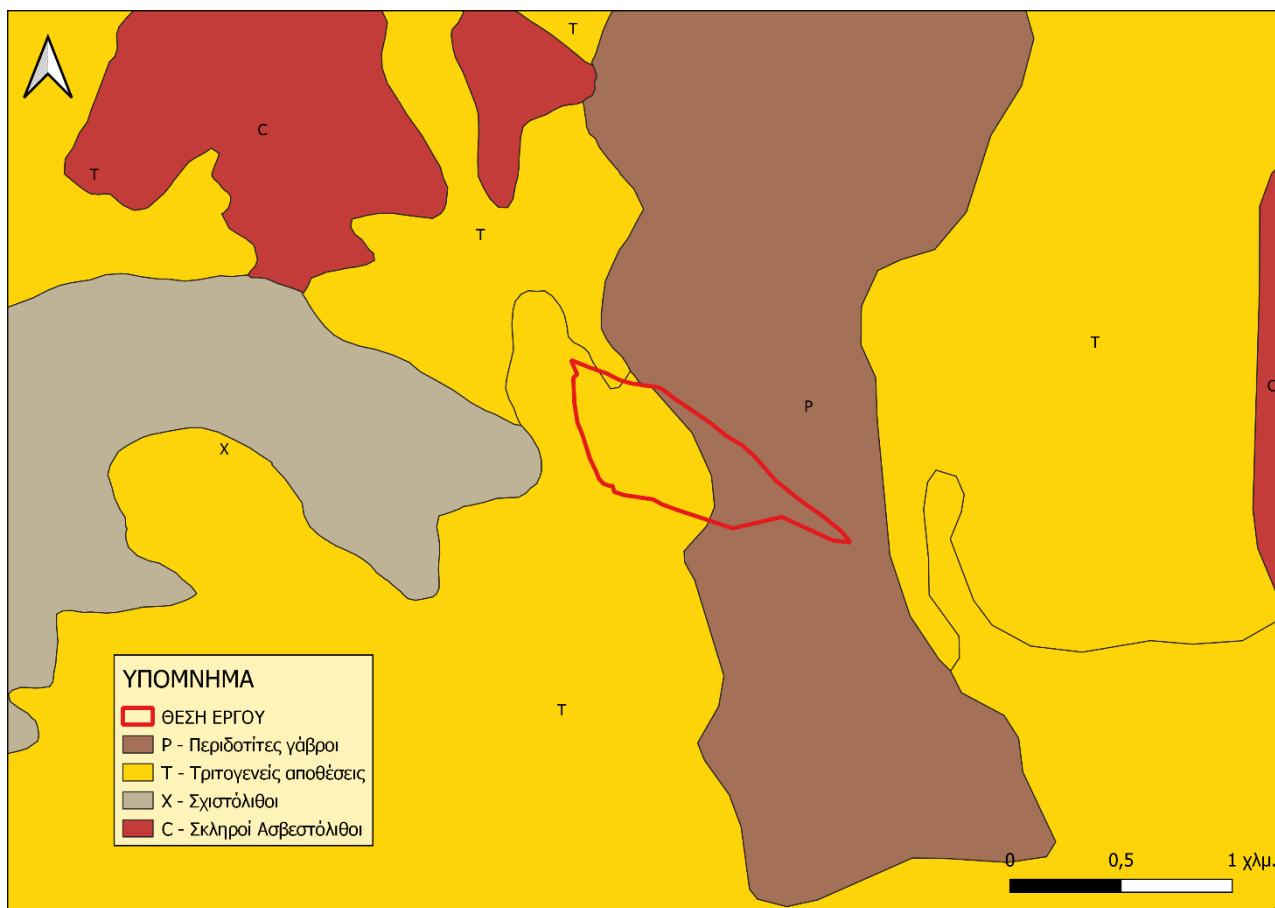 T
C
T
T
T
C
P
X
T
ΥΠΟΜΝΗΜΑ
ΘΕΣΗ ΕΡΓΟΥ
P - Περιδοτίτες γάβροι
T - Τριτογενείς αποθέσεις
X - Σχιστόλιθοι
C - Σκληροί Ασβεστόλιθοι
0 0,5 1 χλμ.